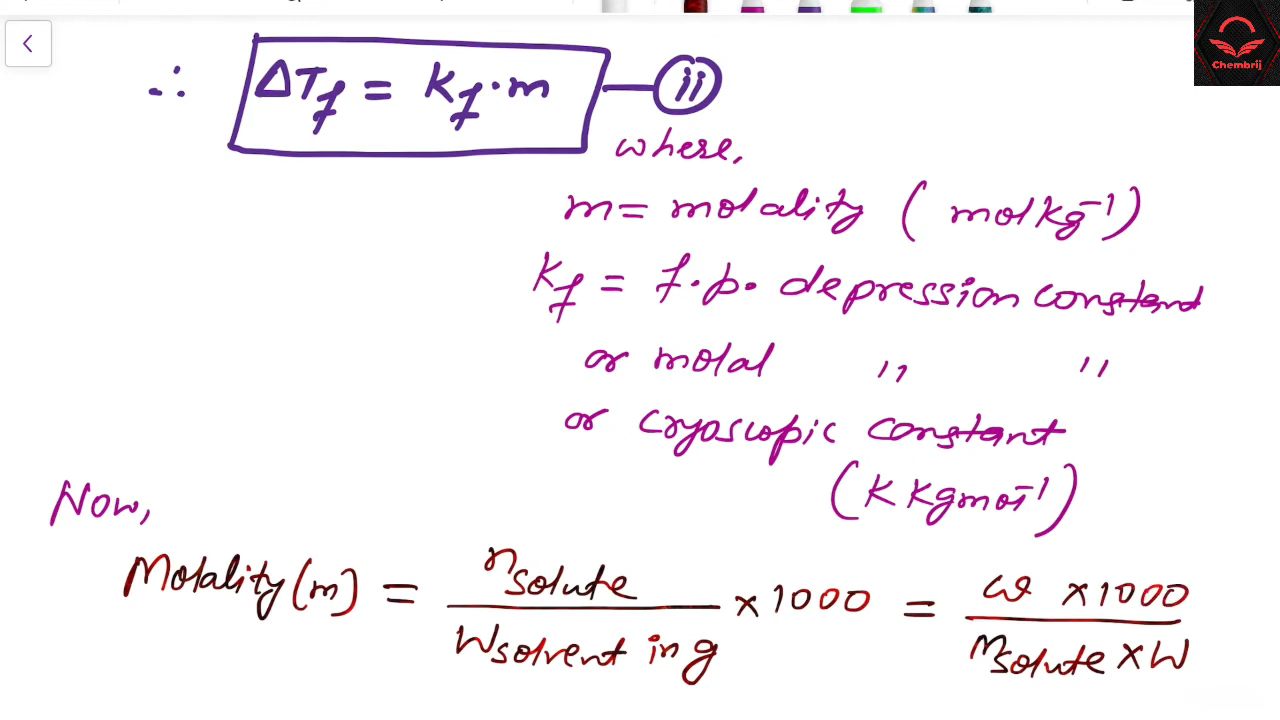 Chembrij
∴ ΔTf = Kf·m — (ii)
where,
m = molality (mol Kg⁻¹)
Kf = f.p. depression constant
or molal " "
or cryoscopic constant
(K Kg mol⁻¹)
Now,
Molality (m) = nsolute / Wsolvent in g × 1000 = w × 1000 / Msolute × W